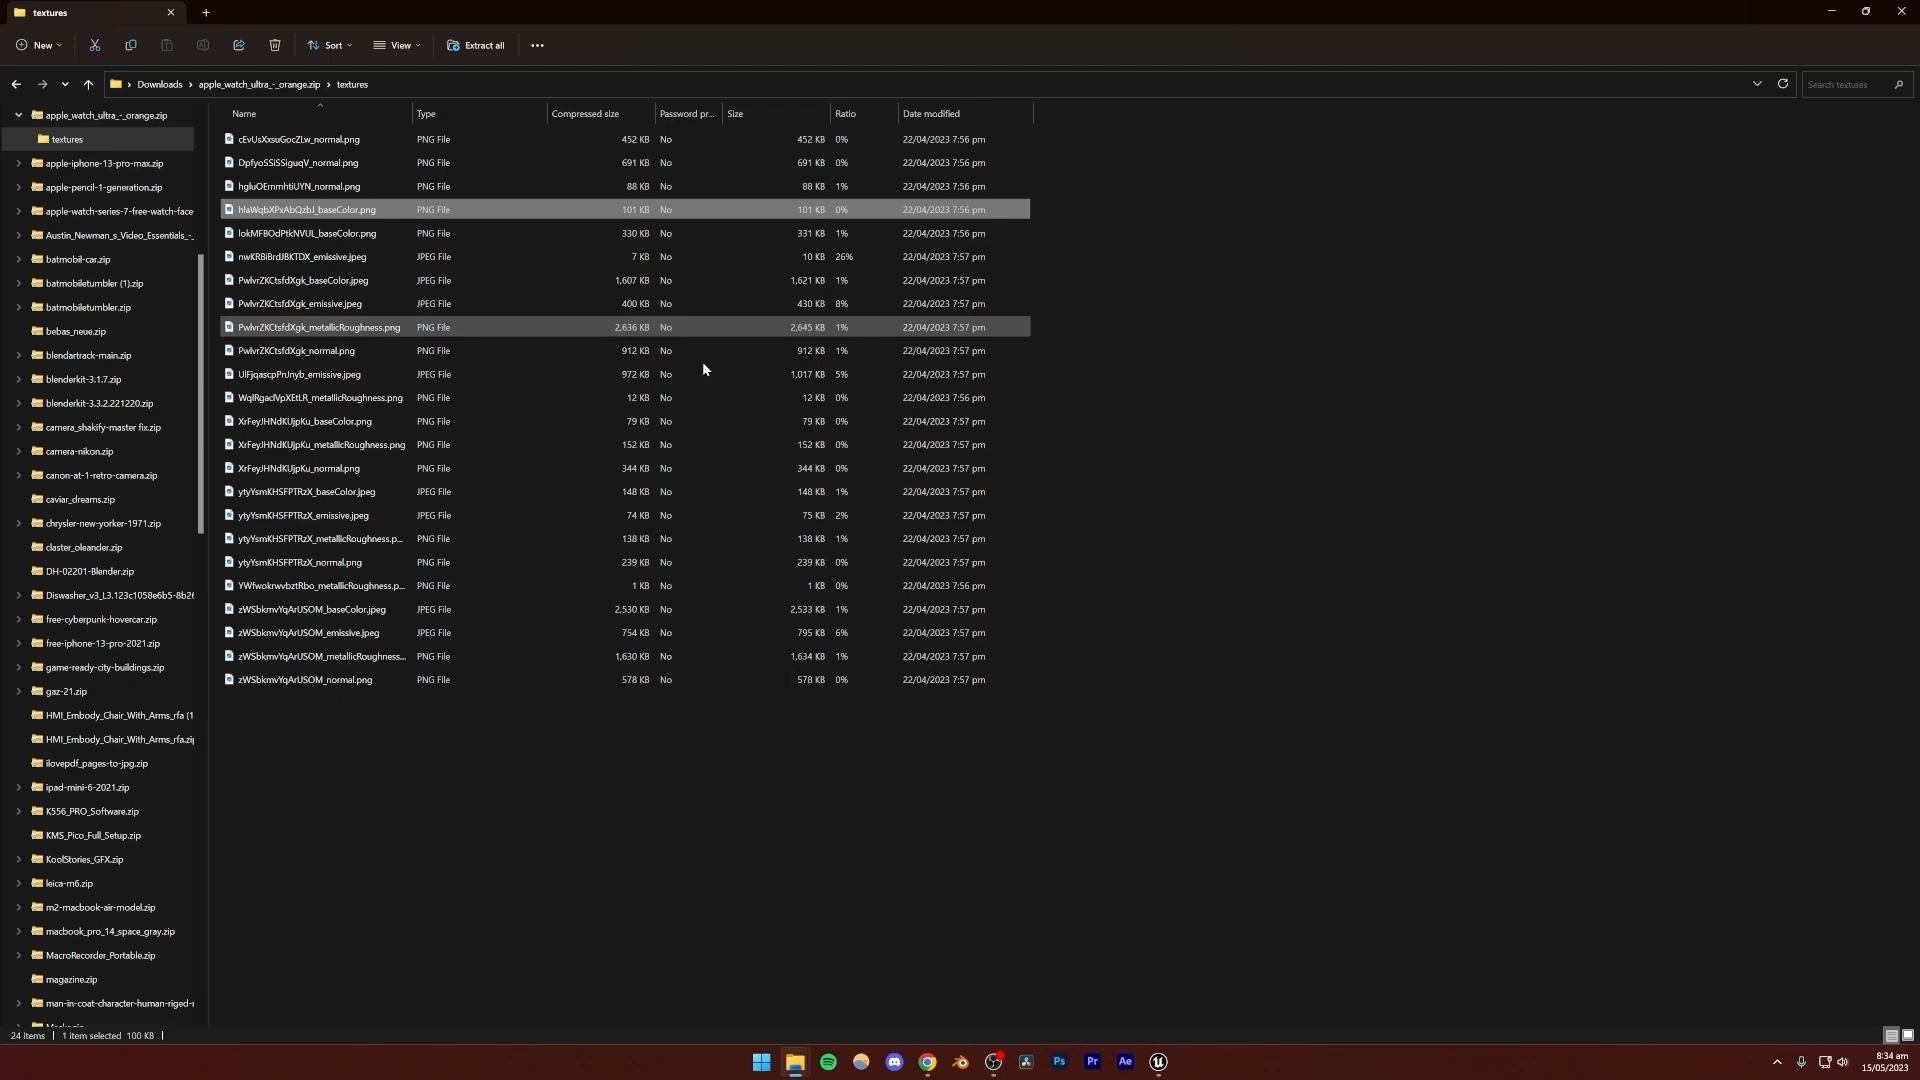 textures
New
Sort
View
Extract all
Downloads
apple_watch_ultra_-_orange.zip
textures
Search textures
apple_watch_ultra_-_orange.zip
textures
apple-iphone-13-pro-max.zip
apple-pencil-1-generation.zip
apple-watch-series-7-free-watch-face
Austin_Newman_s_Video_Essentials_-_
batmobil-car.zip
batmobiletumbler (1).zip
batmobiletumbler.zip
bebas_neue.zip
blendartrack-main.zip
blenderkit-3.1.7.zip
blenderkit-3.3.2.221220.zip
camera_shakify-master fix.zip
camera-nikon.zip
canon-at-1-retro-camera.zip
caviar_dreams.zip
chrysler-new-yorker-1971.zip
claster_oleander.zip
DH-02201-Blender.zip
Diswasher_v3_L3.123c1058e6b5-8b26
free-cyberpunk-hovercar.zip
free-iphone-13-pro-2021.zip
game-ready-city-buildings.zip
gaz-21.zip
HMI_Embody_Chair_With_Arms_rfa (1
HMI_Embody_Chair_With_Arms_rfa.zip
ilovepdf_pages-to-jpg.zip
ipad-mini-6-2021.zip
K556_PRO_Software.zip
KMS_Pico_Full_Setup.zip
KoolStories_GFX.zip
leica-m6.zip
m2-macbook-air-model.zip
macbook_pro_14_space_gray.zip
MacroRecorder_Portable.zip
magazine.zip
man-in-coat-character-human-riged-r
Name Type Compressed size Password pr... Size Ratio Date modified
cEvUsXxsuGocZLw_normal.png PNG File 452 KB No 452 KB 0% 22/04/2023 7:56 pm
DpfyoSSiSSiguqV_normal.png PNG File 691 KB No 691 KB 0% 22/04/2023 7:56 pm
hgluOEmmhtiUYN_normal.png PNG File 88 KB No 88 KB 1% 22/04/2023 7:56 pm
hlaWqbXPxAbQzbJ_baseColor.png PNG File 101 KB No 101 KB 0% 22/04/2023 7:56 pm
lokMFBOdPtkNVUL_baseColor.png PNG File 330 KB No 331 KB 1% 22/04/2023 7:56 pm
nwKRBiBrdJBKTDX_emissive.jpeg JPEG File 7 KB No 10 KB 26% 22/04/2023 7:57 pm
PwlvrZKCtsfdXgk_baseColor.jpeg JPEG File 1,607 KB No 1,621 KB 1% 22/04/2023 7:57 pm
PwlvrZKCtsfdXgk_emissive.jpeg JPEG File 400 KB No 430 KB 8% 22/04/2023 7:57 pm
PwlvrZKCtsfdXgk_metallicRoughness.png PNG File 2,636 KB No 2,645 KB 1% 22/04/2023 7:57 pm
PwlvrZKCtsfdXgk_normal.png PNG File 912 KB No 912 KB 1% 22/04/2023 7:57 pm
UlFjqascpPrJnyb_emissive.jpeg JPEG File 972 KB No 1,017 KB 5% 22/04/2023 7:57 pm
WqlRgadVpXEtLR_metallicRoughness.png PNG File 12 KB No 12 KB 0% 22/04/2023 7:56 pm
XrFeyJHNdKUjpKu_baseColor.png PNG File 79 KB No 79 KB 0% 22/04/2023 7:57 pm
XrFeyJHNdKUjpKu_metallicRoughness.png PNG File 152 KB No 152 KB 0% 22/04/2023 7:57 pm
XrFeyJHNdKUjpKu_normal.png PNG File 344 KB No 344 KB 0% 22/04/2023 7:57 pm
ytyYsmKHSFPTRzX_baseColor.jpeg JPEG File 148 KB No 148 KB 1% 22/04/2023 7:57 pm
ytyYsmKHSFPTRzX_emissive.jpeg JPEG File 74 KB No 75 KB 2% 22/04/2023 7:57 pm
ytyYsmKHSFPTRzX_metallicRoughness.p... PNG File 138 KB No 138 KB 1% 22/04/2023 7:57 pm
ytyYsmKHSFPTRzX_normal.png PNG File 239 KB No 239 KB 0% 22/04/2023 7:57 pm
YWfwokrwvbztRbo_metallicRoughness.p... PNG File 1 KB No 1 KB 0% 22/04/2023 7:56 pm
zWSbkmvYqArUSOM_baseColor.jpeg JPEG File 2,530 KB No 2,533 KB 1% 22/04/2023 7:57 pm
zWSbkmvYqArUSOM_emissive.jpeg JPEG File 754 KB No 795 KB 6% 22/04/2023 7:57 pm
zWSbkmvYqArUSOM_metallicRoughness... PNG File 1,630 KB No 1,634 KB 1% 22/04/2023 7:57 pm
zWSbkmvYqArUSOM_normal.png PNG File 578 KB No 578 KB 0% 22/04/2023 7:57 pm
24 items 1 item selected 100 KB
Ps Pr Ae
8:34 am
15/05/2023